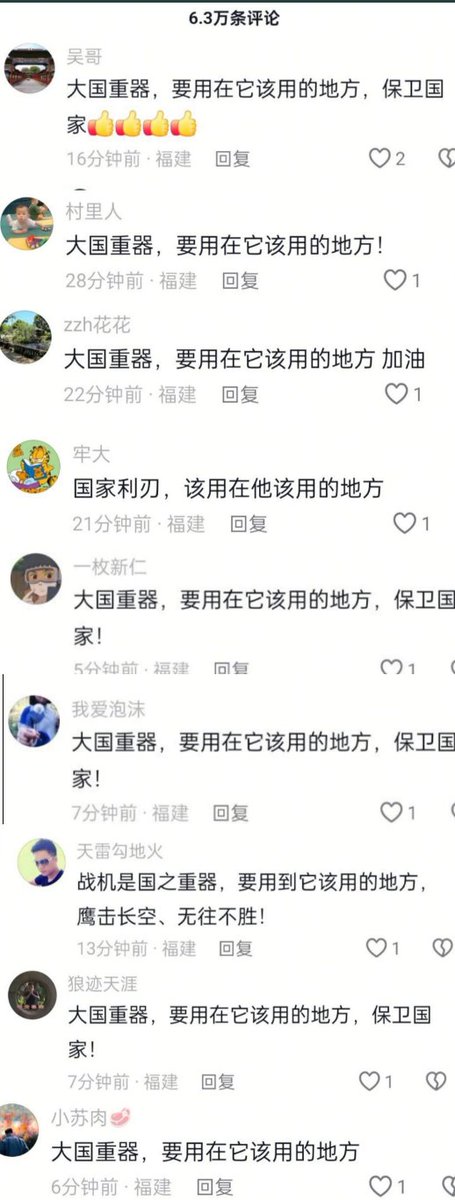 6.3万条评论
吴哥
大国重器，要用在它该用的地方，保卫国
家👍👍👍👍
16分钟前 · 福建 回复 2
村里人
大国重器，要用在它该用的地方！
28分钟前 · 福建 回复 1
zzh花花
大国重器，要用在它该用的地方 加油
22分钟前 · 福建 回复 1
牢大
国家利刃，该用在他该用的地方
21分钟前 · 福建 回复 1
一枚新仁
大国重器，要用在它该用的地方，保卫国
家！
5分钟前 · 福建 回复 1
我爱泡沫
大国重器，要用在它该用的地方，保卫国
家！
7分钟前 · 福建 回复 1
天雷勾地火
战机是国之重器，要用到它该用的地方，
鹰击长空、无往不胜！
13分钟前 · 福建 回复 1
狼迹天涯
大国重器，要用在它该用的地方，保卫国
家！
7分钟前 · 福建 回复 1
小苏肉🥩
大国重器，要用在它该用的地方
6分钟前 · 福建 回复 1